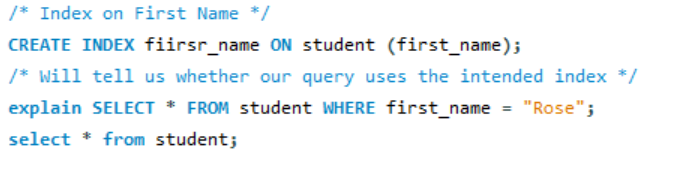 /* Index on First Name */
CREATE INDEX fiirsr_name ON student (first_name);
/* Will tell us whether our query uses the intended index */
explain SELECT * FROM student WHERE first_name = "Rose";
select * from student;